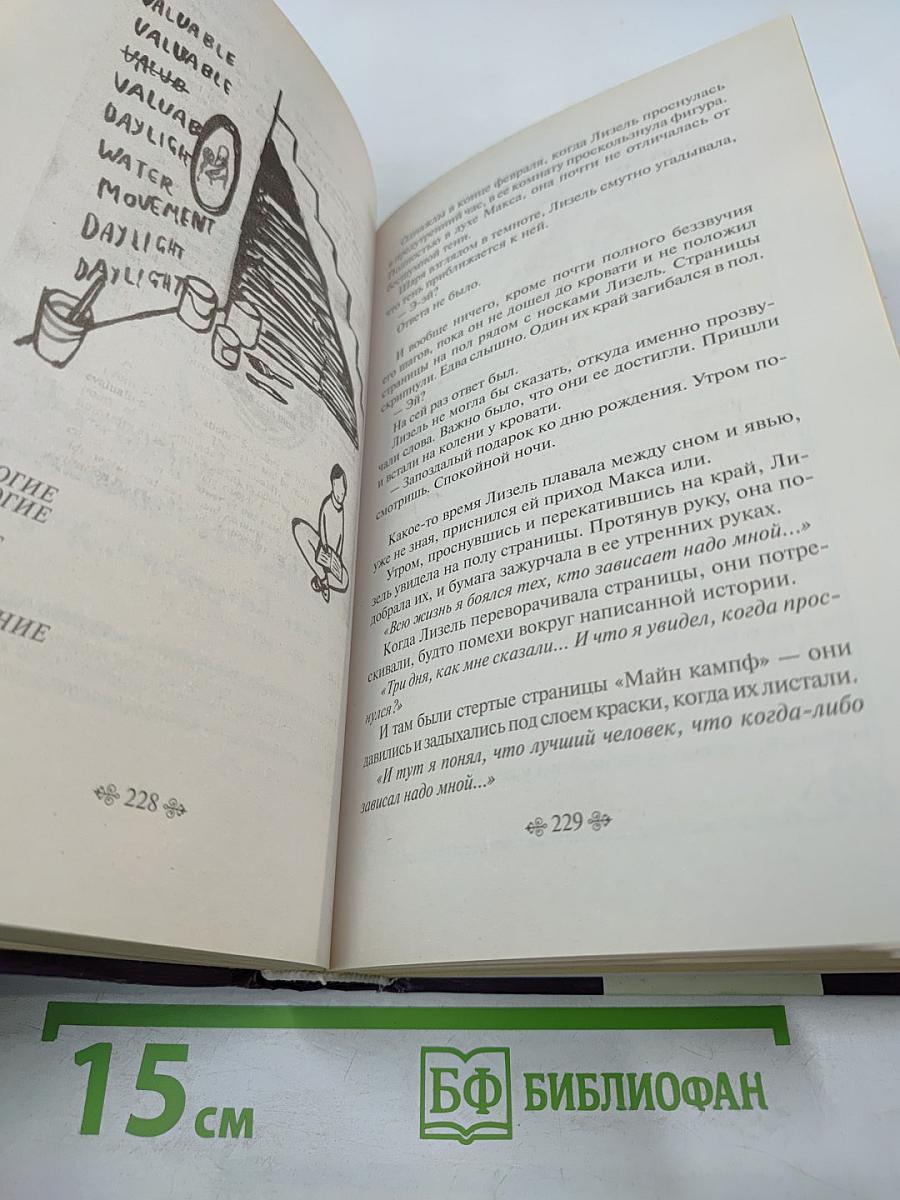 VALUABLE
VALUABLE
VALUB
VALUAB
DAYLIGHT
WATER
MOVEMENT
DAYLIGHT
DAYLIGHT
ОГИЕ
ОГИЕ
НИЕ
228
Однажды в конце февраля, когда Лизель проснулась
в предутренний час, в ее комнату проскользнула фигура.
Полностью в духе Макса, она почти не отличалась от
бесшумной тени.
Шаря взглядом в темноте, Лизель смутно угадывала,
что тень приближается к ней.
— Э-эй?
Ответа не было.
И вообще ничего, кроме почти полного беззвучия
его шагов, пока он не дошел до кровати и не положил
страницы на пол рядом с носками Лизель. Страницы
скрипнули. Едва слышно. Один их край загибался в пол.
— Эй?
На сей раз ответ был.
Лизель не могла бы сказать, откуда именно прозву-
чали слова. Важно было, что они ее достигли. Пришли
и встали на колени у кровати.
— Запоздалый подарок ко дню рождения. Утром по-
смотришь. Спокойной ночи.
Какое-то время Лизель плавала между сном и явью,
уже не зная, приснился ей приход Макса или.
Утром, проснувшись и перекатившись на край, Ли-
зель увидела на полу страницы. Протянув руку, она по-
добрала их, и бумага зажурчала в ее утренних руках.
«Всю жизнь я боялся тех, кто зависает надо мной...»
Когда Лизель переворачивала страницы, они потре-
скивали, будто помехи вокруг написанной истории.
«Три дня, как мне сказали... И что я увидел, когда прос-
нулся?»
И там были стертые страницы «Майн кампф» — они
давились и задыхались под слоем краски, когда их листали.
«И тут я понял, что лучший человек, что когда-либо
зависал надо мной...»
229
15 см
БФ БИБЛИОФАН